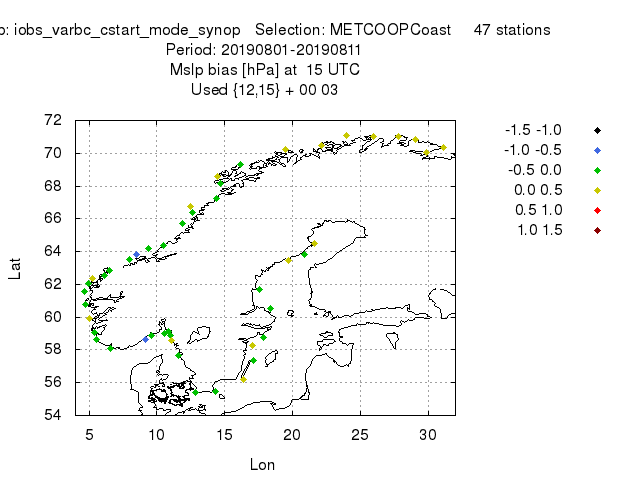 p: iobs_varbc_cstart_mode_synop Selection: METCOOPCoast 47 stations
Period: 20190801-20190811
Mslp bias [hPa] at 15 UTC
Used {12,15} + 00 03
72
70
68
66
64
62
60
58
56
54
Lat
5 10 15 20 25 30
Lon
-1.5 -1.0
-1.0 -0.5
-0.5 0.0
0.0 0.5
0.5 1.0
1.0 1.5